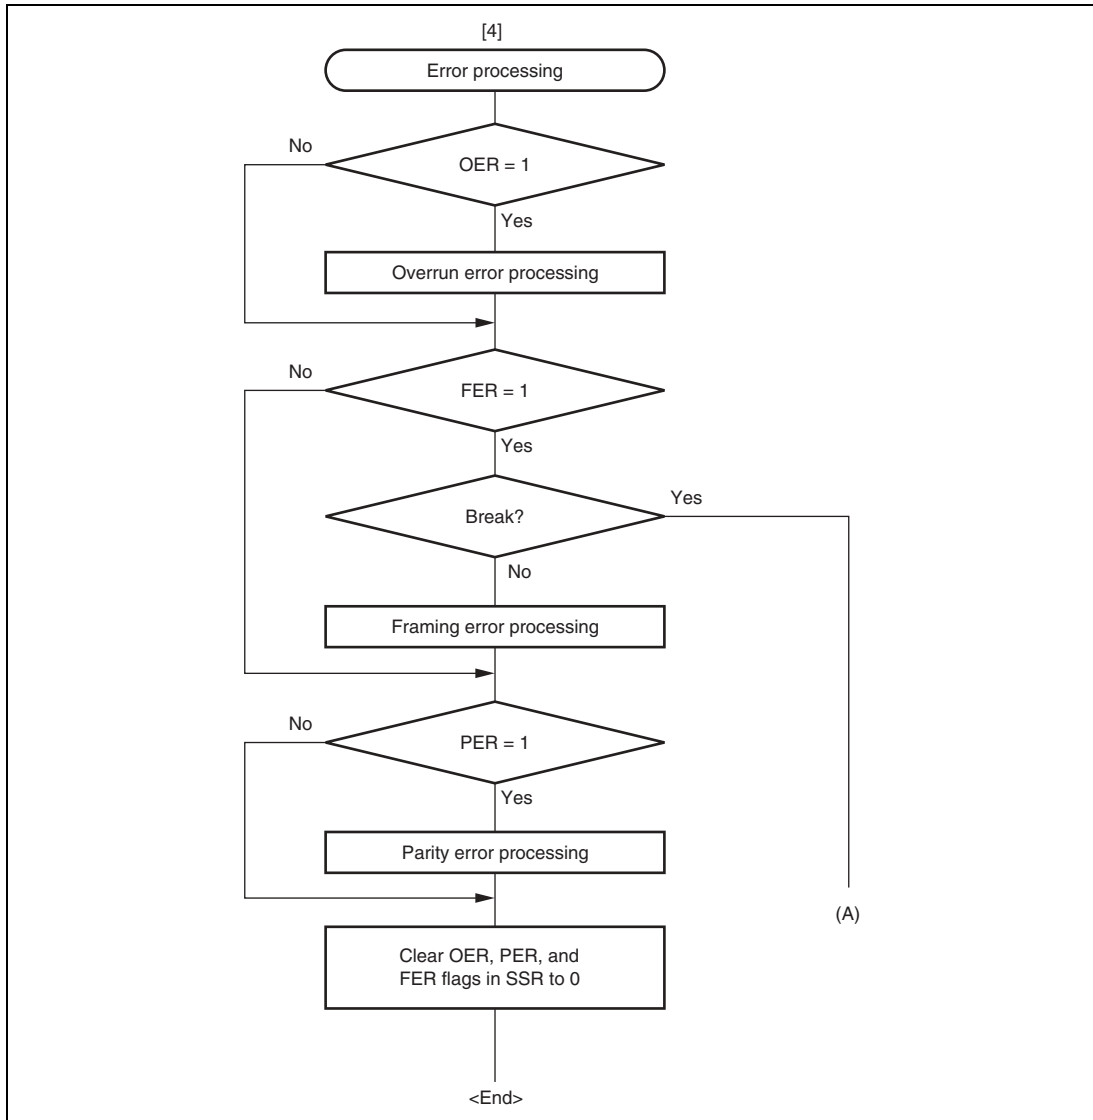 [4]
Error processing
No
OER = 1
Yes
Overrun error processing
No
FER = 1
Yes
Break?
Yes
No
Framing error processing
No
PER = 1
Yes
Parity error processing
(A)
Clear OER, PER, and
FER flags in SSR to 0
<End>